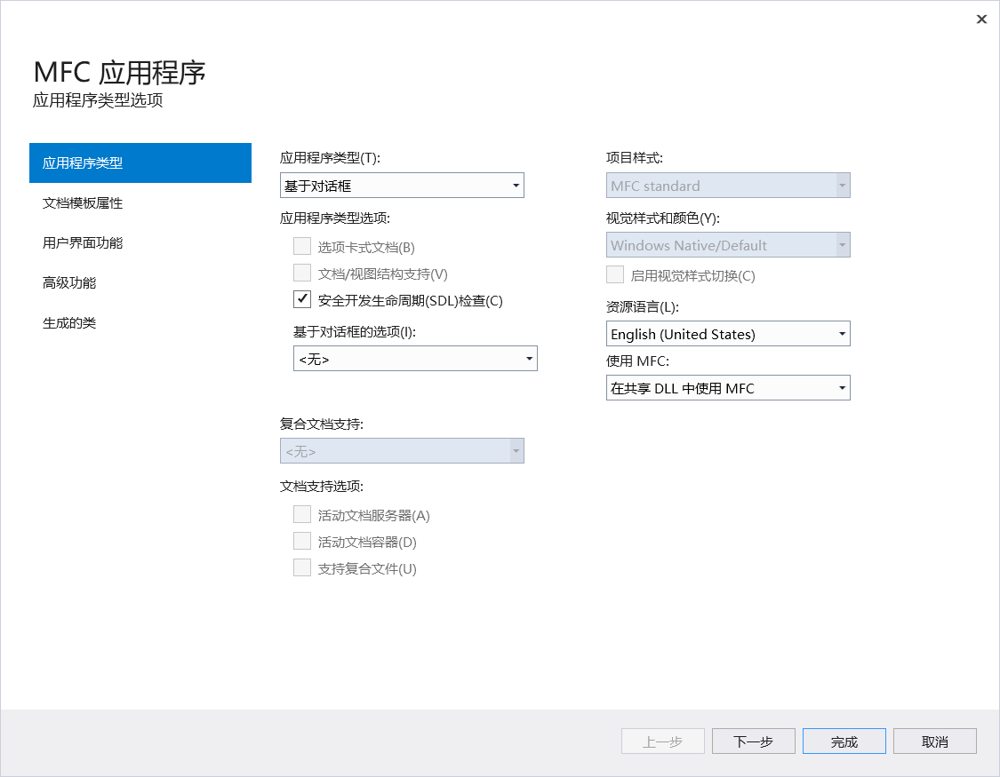 MFC 应用程序
应用程序类型选项
应用程序类型
文档模板属性
用户界面功能
高级功能
生成的类
应用程序类型(T):
基于对话框
应用程序类型选项:
选项卡式文档(B)
文档/视图结构支持(V)
安全开发生命周期(SDL)检查(C)
基于对话框的选项(I):
<无>
复合文档支持:
<无>
文档支持选项:
活动文档服务器(A)
活动文档容器(D)
支持复合文件(U)
项目样式:
MFC standard
视觉样式和颜色(Y):
Windows Native/Default
启用视觉样式切换(C)
资源语言(L):
English (United States)
使用 MFC:
在共享 DLL 中使用 MFC
上一步
下一步
完成
取消